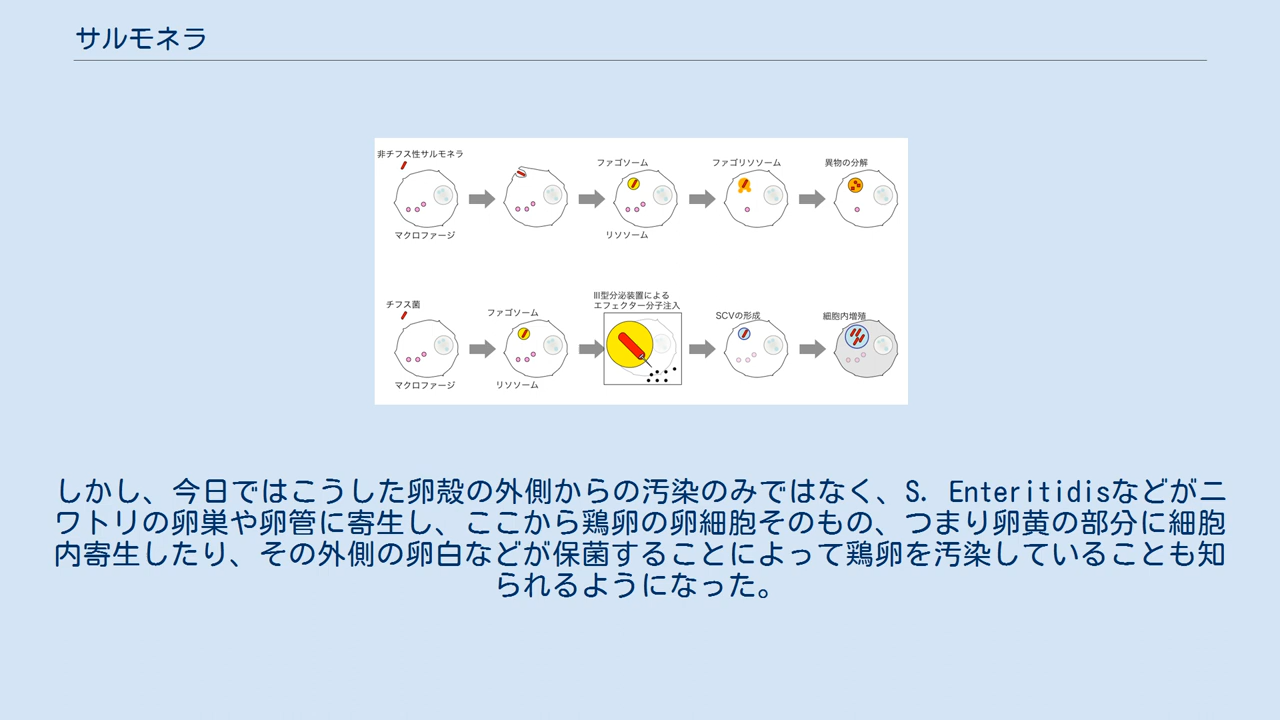 サルモネラ
非チフス性サルモネラ
ファゴソーム
ファゴリソソーム
異物の分解
マクロファージ
リソソーム
チフス菌
ファゴソーム
III型分泌装置による
エフェクター分子注入
SCVの形成
細胞内増殖
マクロファージ
リソソーム
しかし、今日ではこうした卵殻の外側からの汚染のみではなく、S. Enteritidisなどがニ
ワトリの卵巣や卵管に寄生し、ここから鶏卵の卵細胞そのもの、つまり卵黄の部分に細胞
内寄生したり、その外側の卵白などが保菌することによって鶏卵を汚染していることも知
られるようになった。